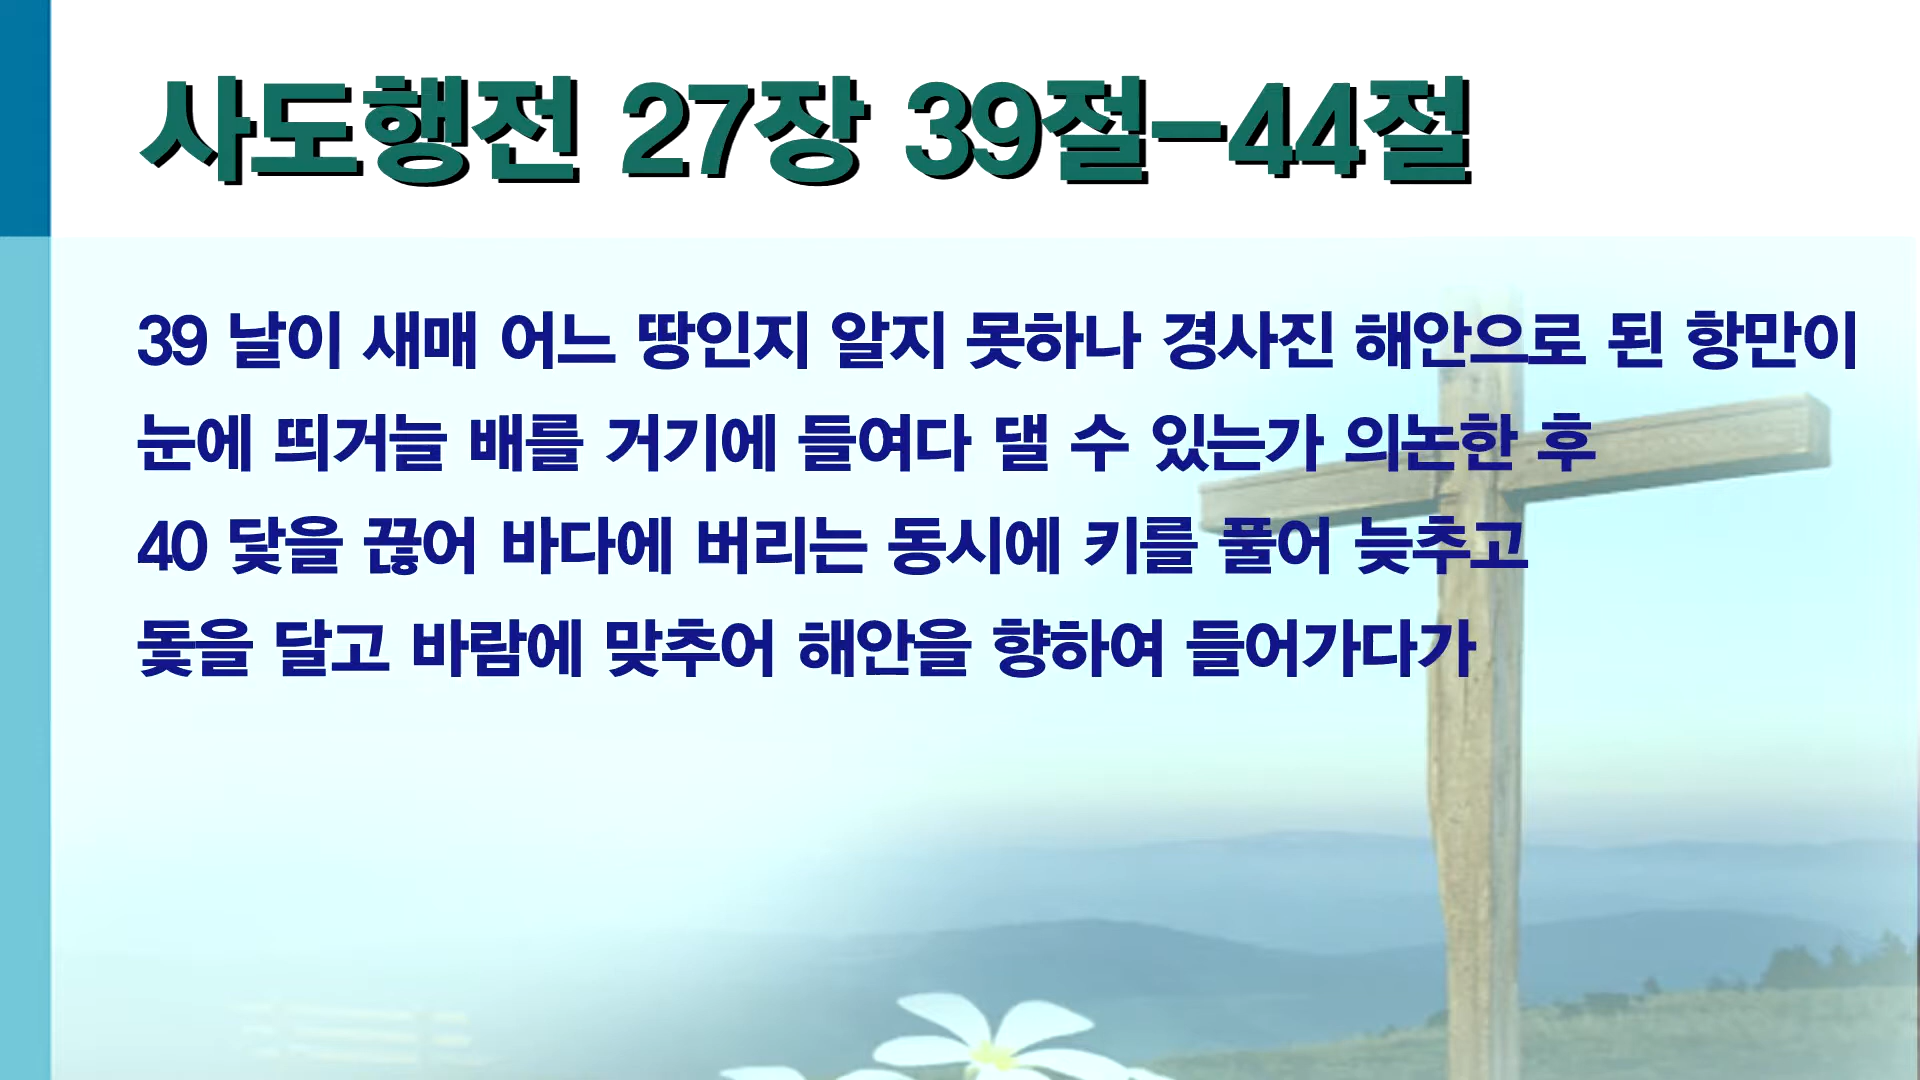 사도행전 27장 39절-44절
39 날이 새매 어느 땅인지 알지 못하나 경사진 해안으로 된 항만이
눈에 띄거늘 배를 거기에 들여다 댈 수 있는가 의논한 후
40 닻을 끊어 바다에 버리는 동시에 키를 풀어 늦추고
돛을 달고 바람에 맞추어 해안을 향하여 들어가다가